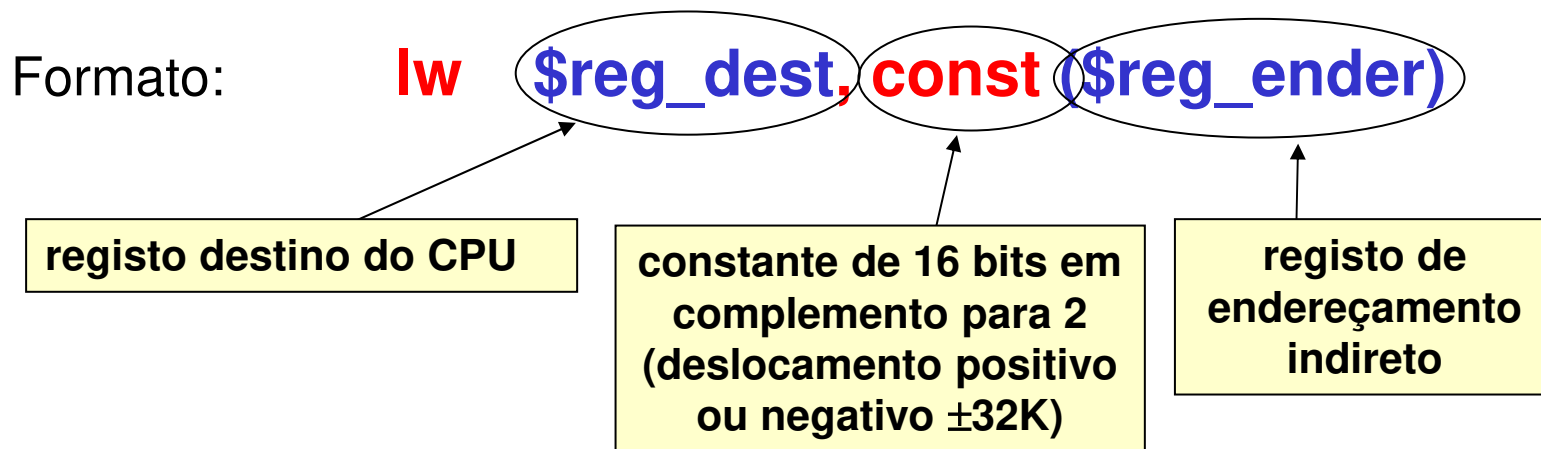 Formato: lw $reg_dest, const ($reg_ender)
registo destino do CPU
constante de 16 bits em
complemento para 2
(deslocamento positivo
ou negativo ±32K)
registo de
endereçamento
indireto